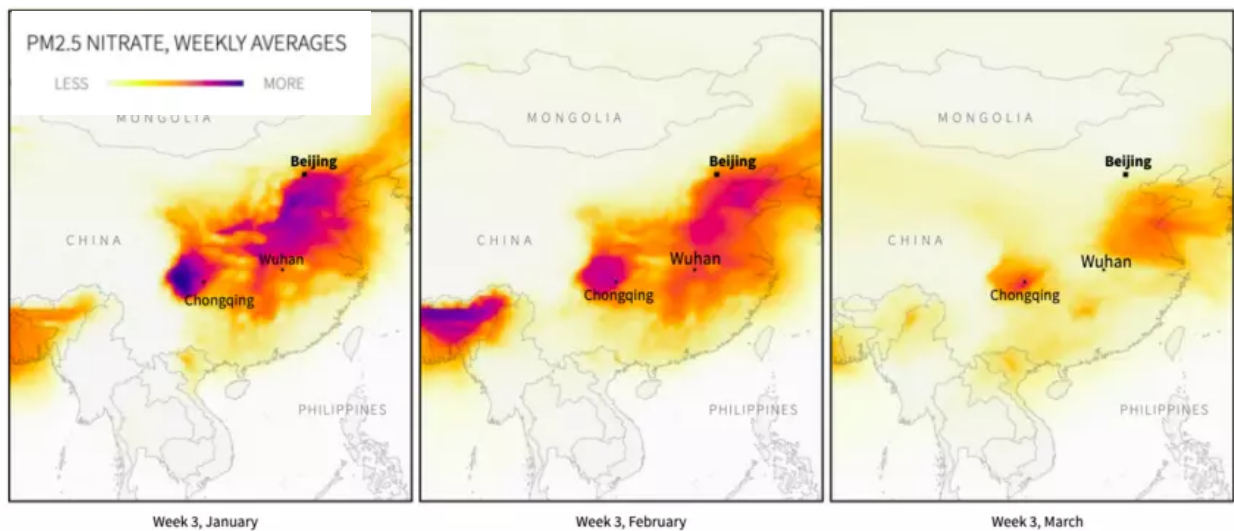 PM2.5 NITRATE, WEEKLY AVERAGES
LESS MORE
MONGOLIA
Beijing
CHINA
Wuhan
Chongqing
PHILIPPINES
Week 3, January
MONGOLIA
Beijing
CHINA
Wuhan
Chongqing
PHILIPPINES
Week 3, February
MONGOLIA
Beijing
CHINA
Wuhan
Chongqing
PHILIPPINES
Week 3, March